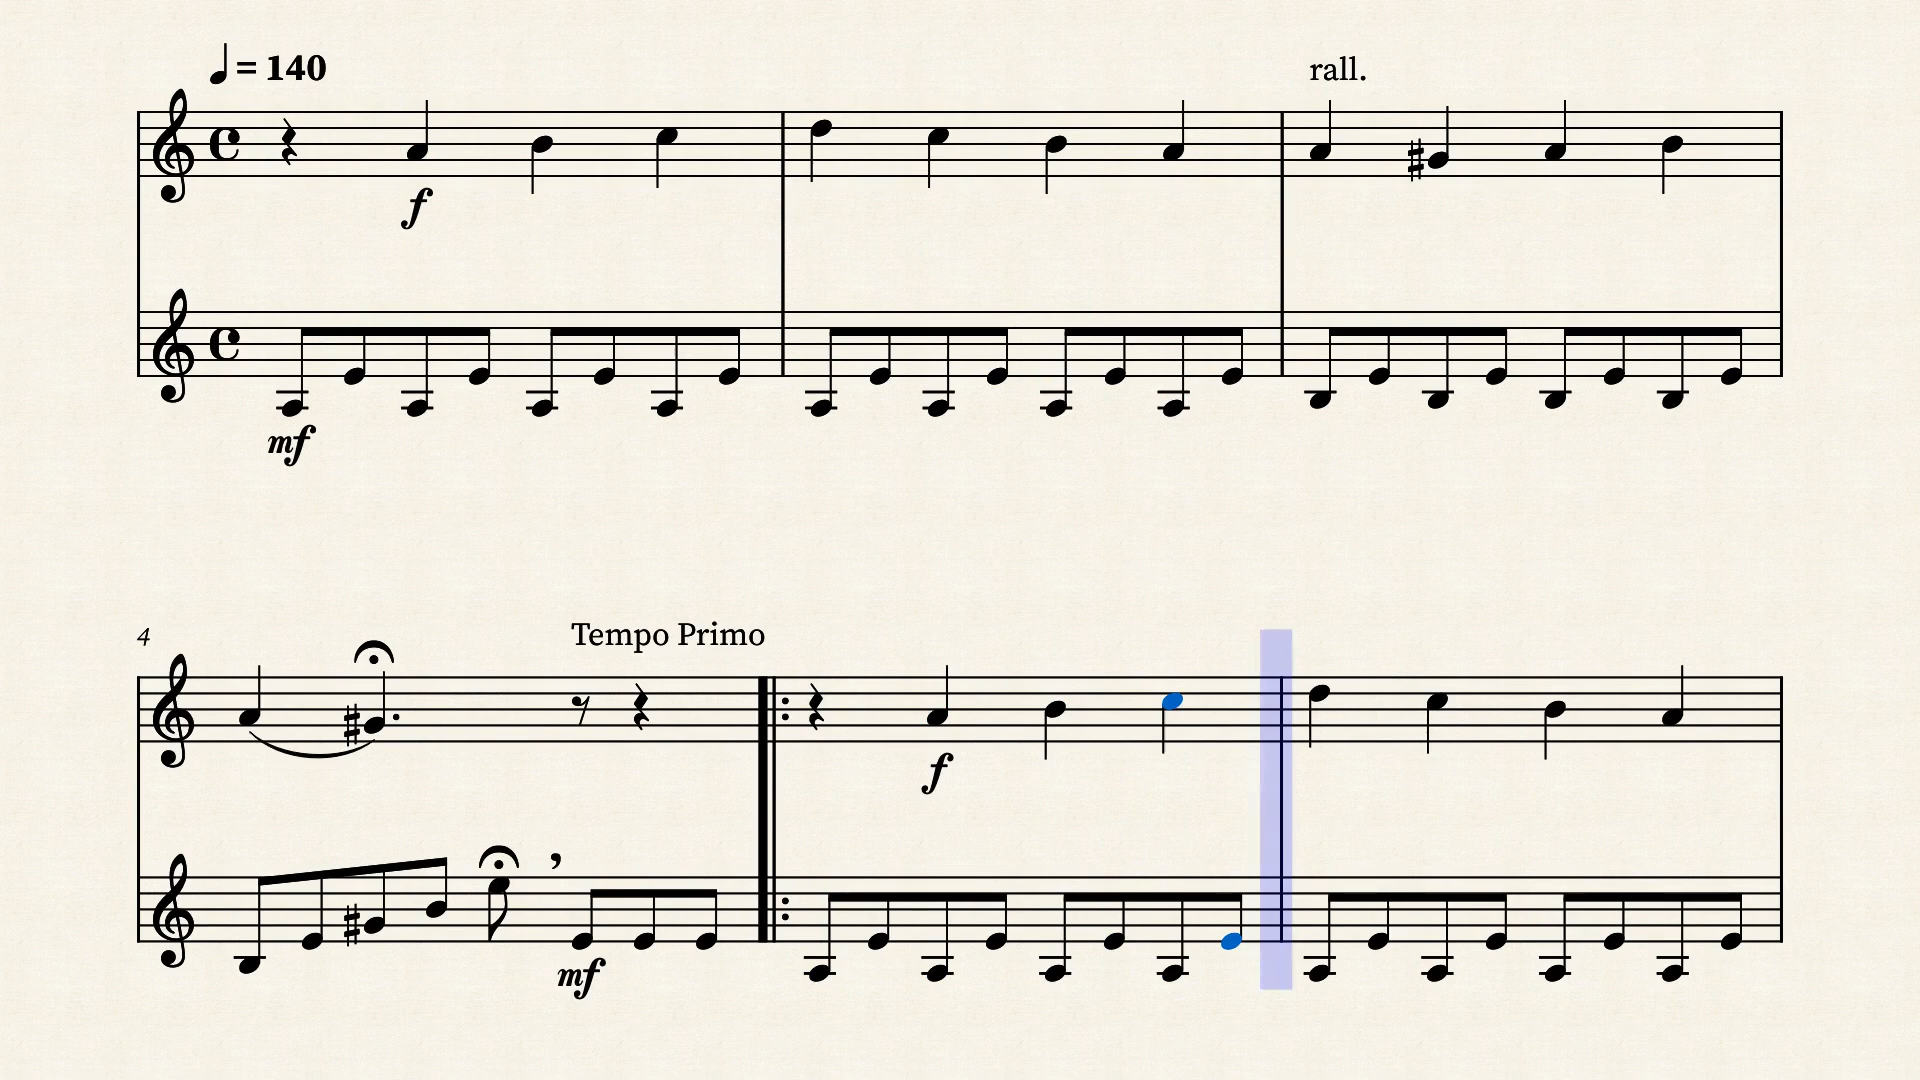 ♩ = 140
rall.
f
mf
4
Tempo Primo
f
mf